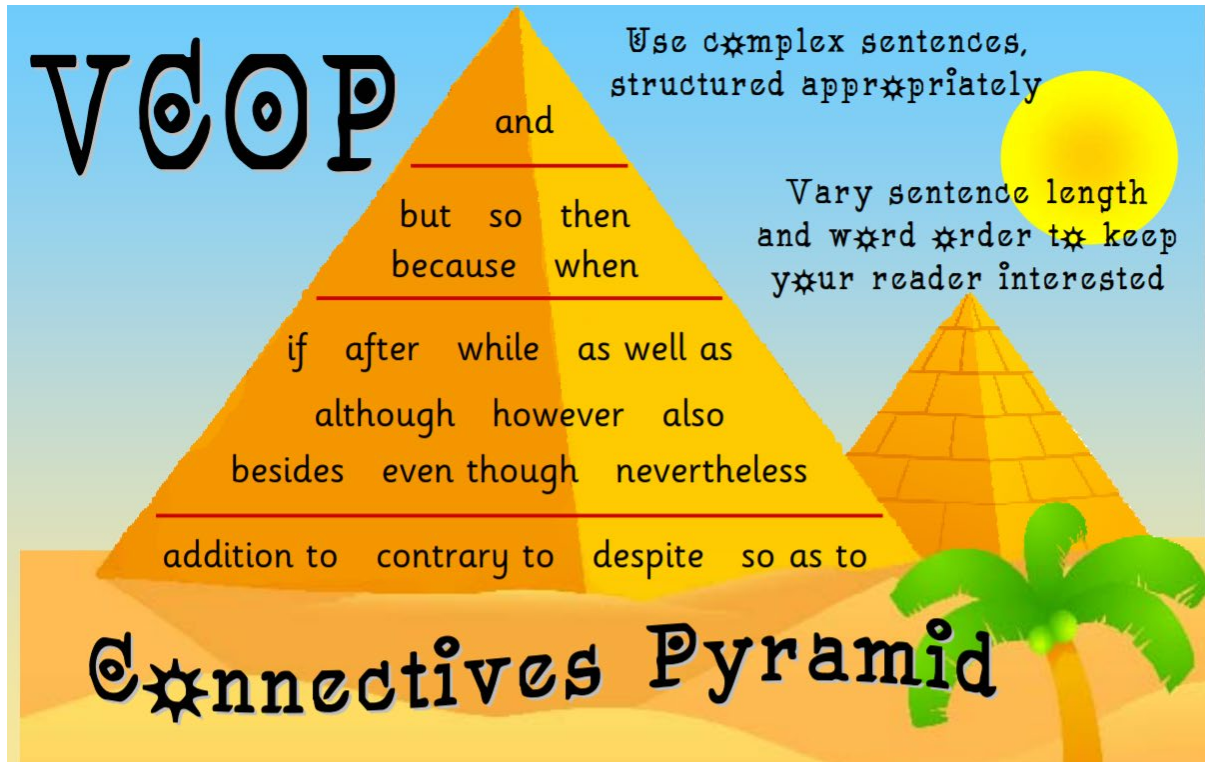 VCOP
Use complex sentences,
structured appropriately
Vary sentence length
and word order to keep
your reader interested
and
but so then
because when
if after while as well as
although however also
besides even though nevertheless
addition to contrary to despite so as to
Connectives Pyramid